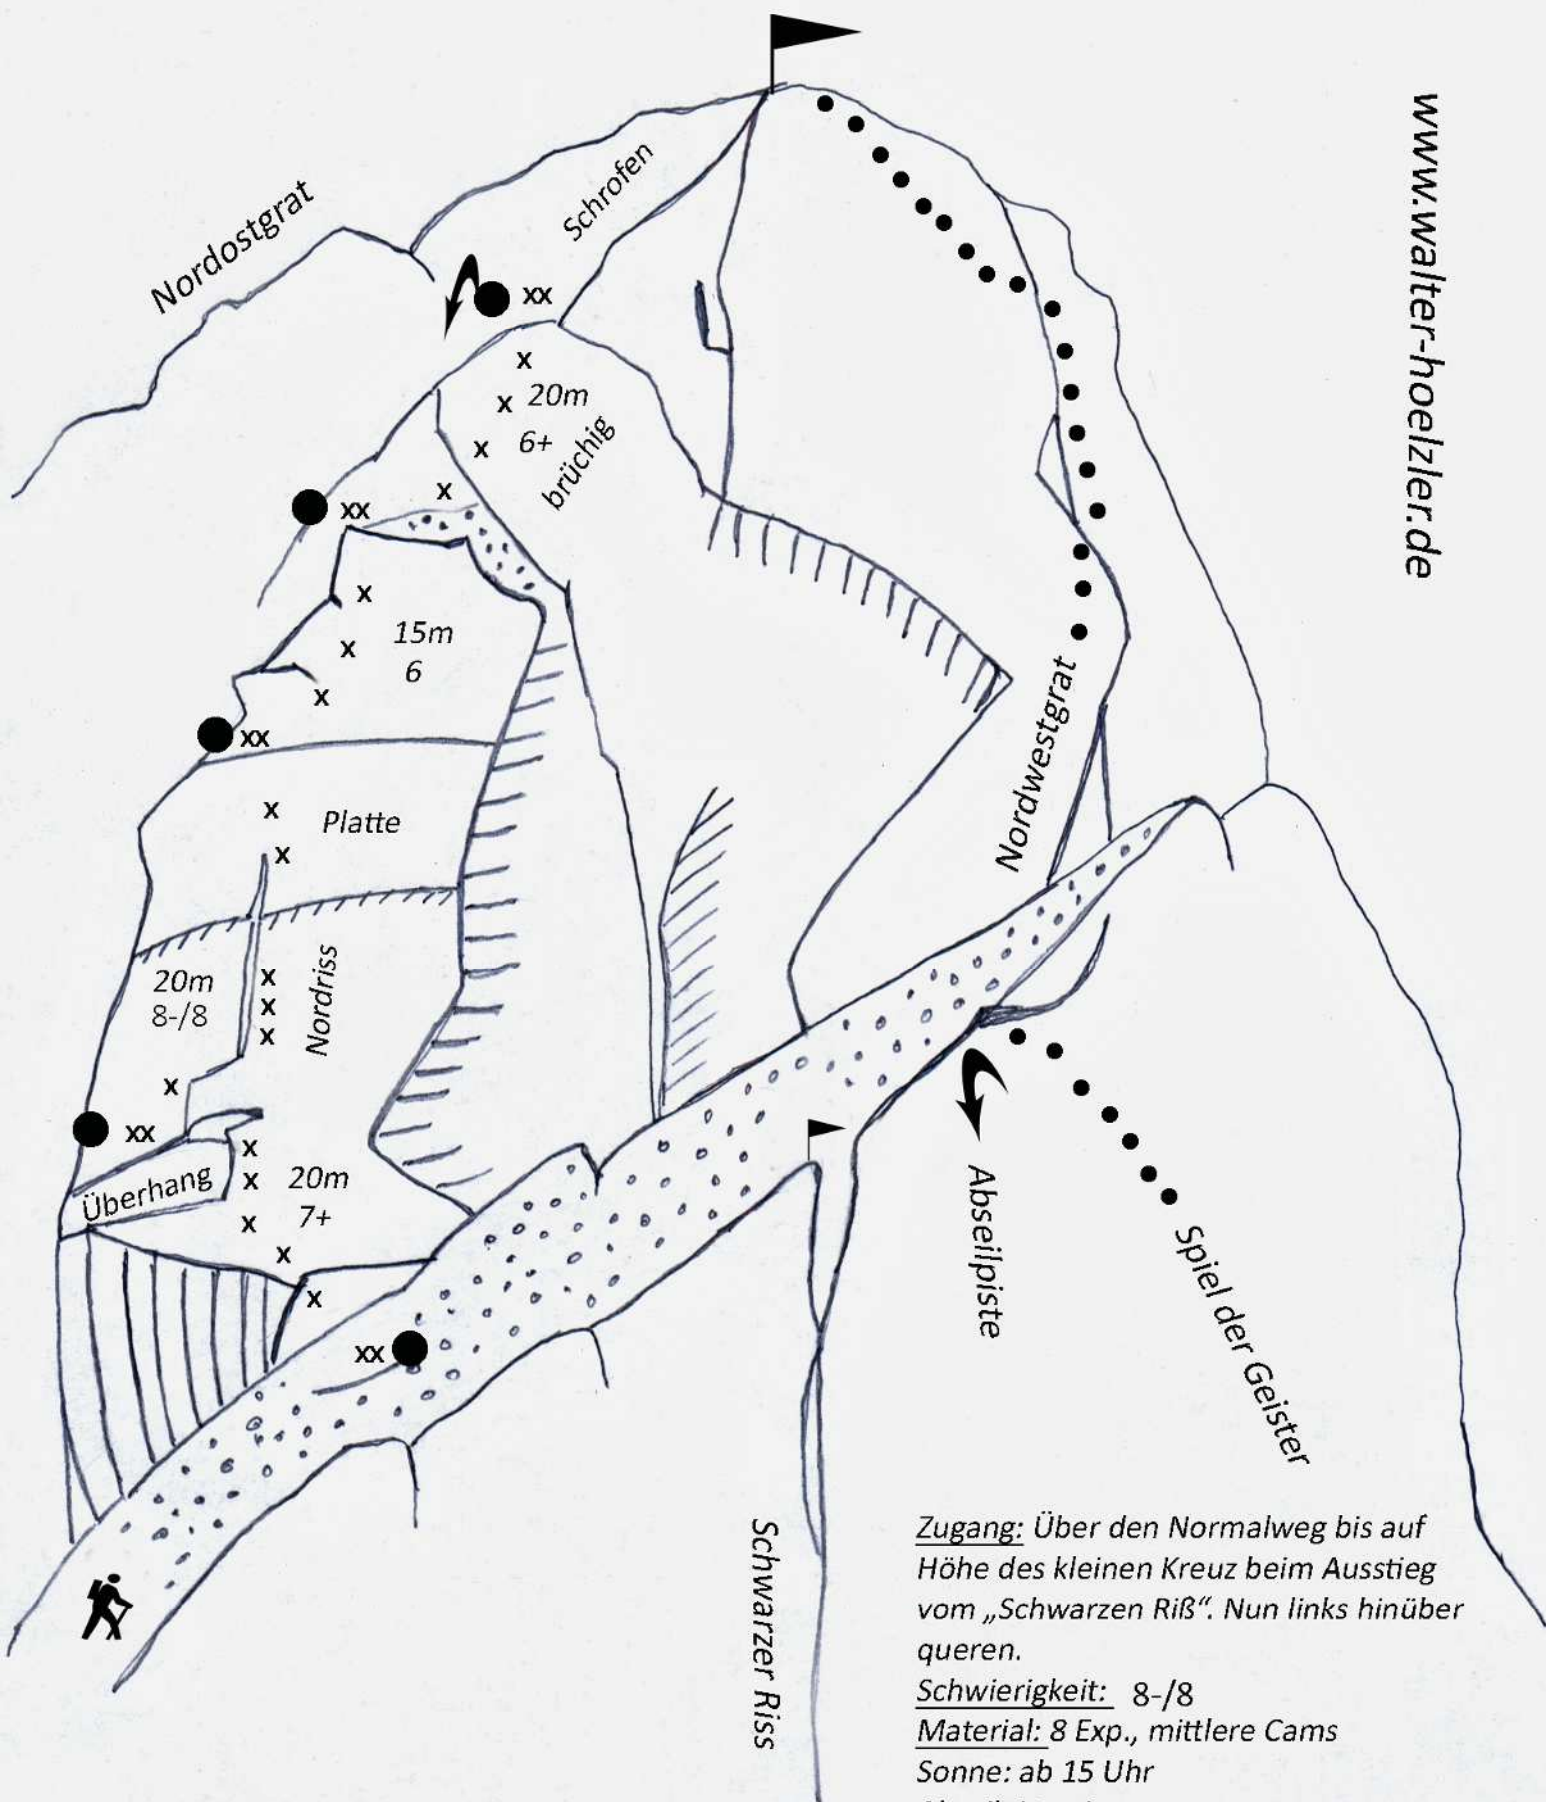 www.walter-hoelzler.de
Nordostgrat
Schrofen
xx
x
x 20m
x 6+
brüchig
x
xx
x
15m
x
6
x
xx
x
Platte
x
20m
8-/8
x
x
x
Nordriss
Nordwestgrat
x
xx
x
Überhang
x
20m
7+
x
x
x
xx
Abseilpiste
Spiel der Geister
Schwarzer Riss
Zugang: Über den Normalweg bis auf
Höhe des kleinen Kreuz beim Ausstieg
vom „Schwarzen Riß“. Nun links hinüber
queren.
Schwierigkeit: 8-/8
Material: 8 Exp., mittlere Cams
Sonne: ab 15 Uhr